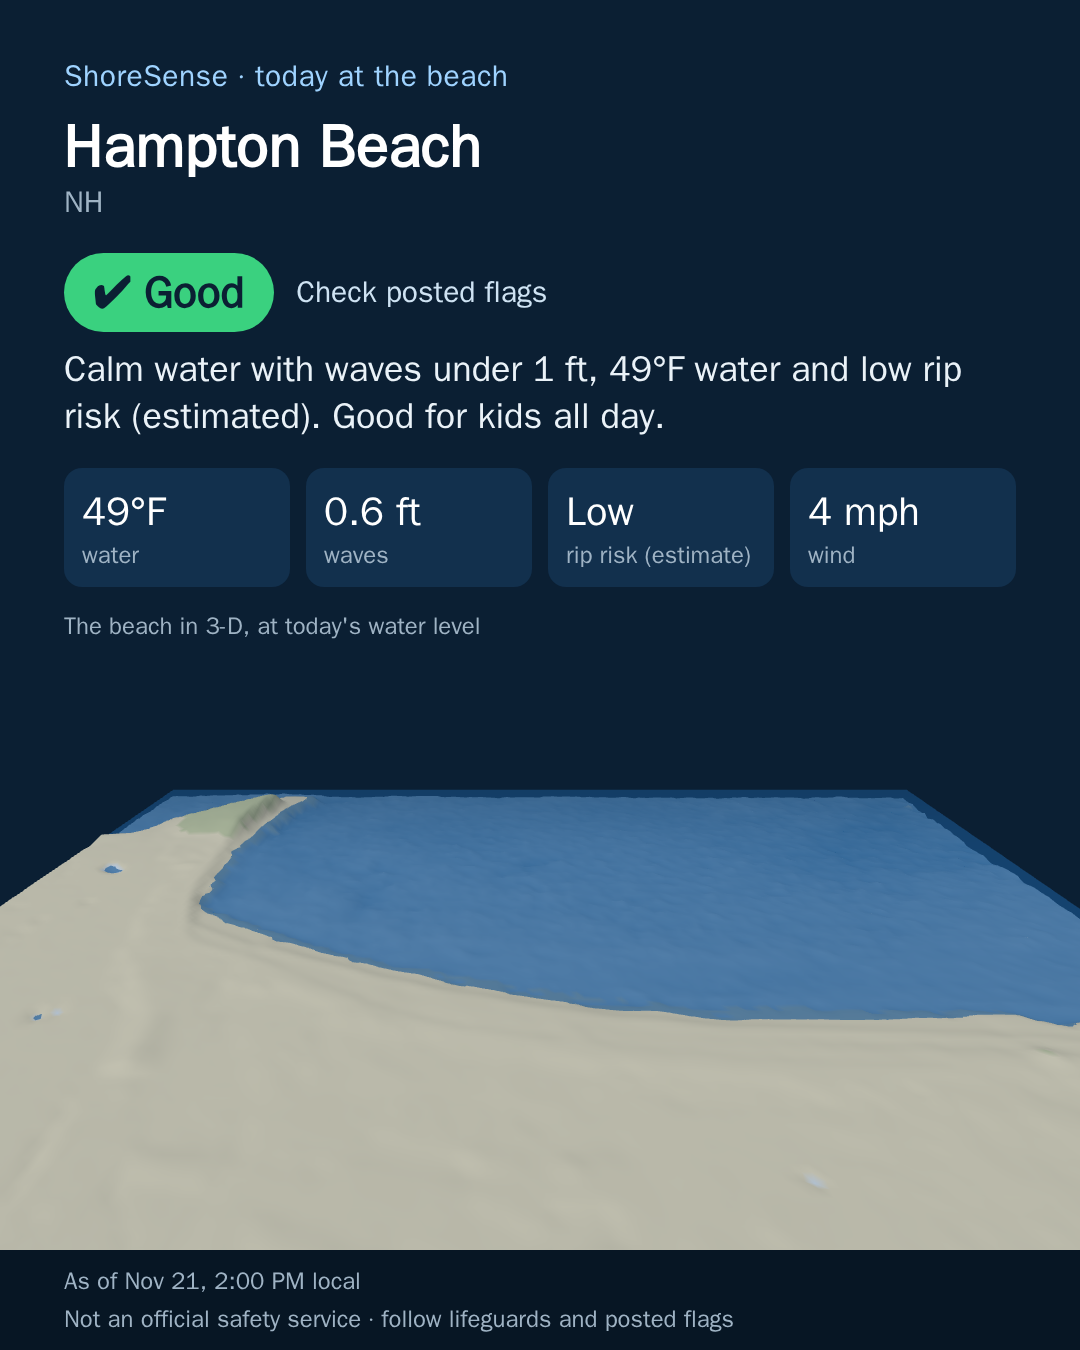 ShoreSense · today at the beach
Hampton Beach
NH
✔ Good
Check posted flags
Calm water with waves under 1 ft, 49°F water and low rip
risk (estimated). Good for kids all day.
49°F
water
0.6 ft
waves
Low
rip risk (estimate)
4 mph
wind
The beach in 3-D, at today's water level
As of Nov 21, 2:00 PM local
Not an official safety service · follow lifeguards and posted flags